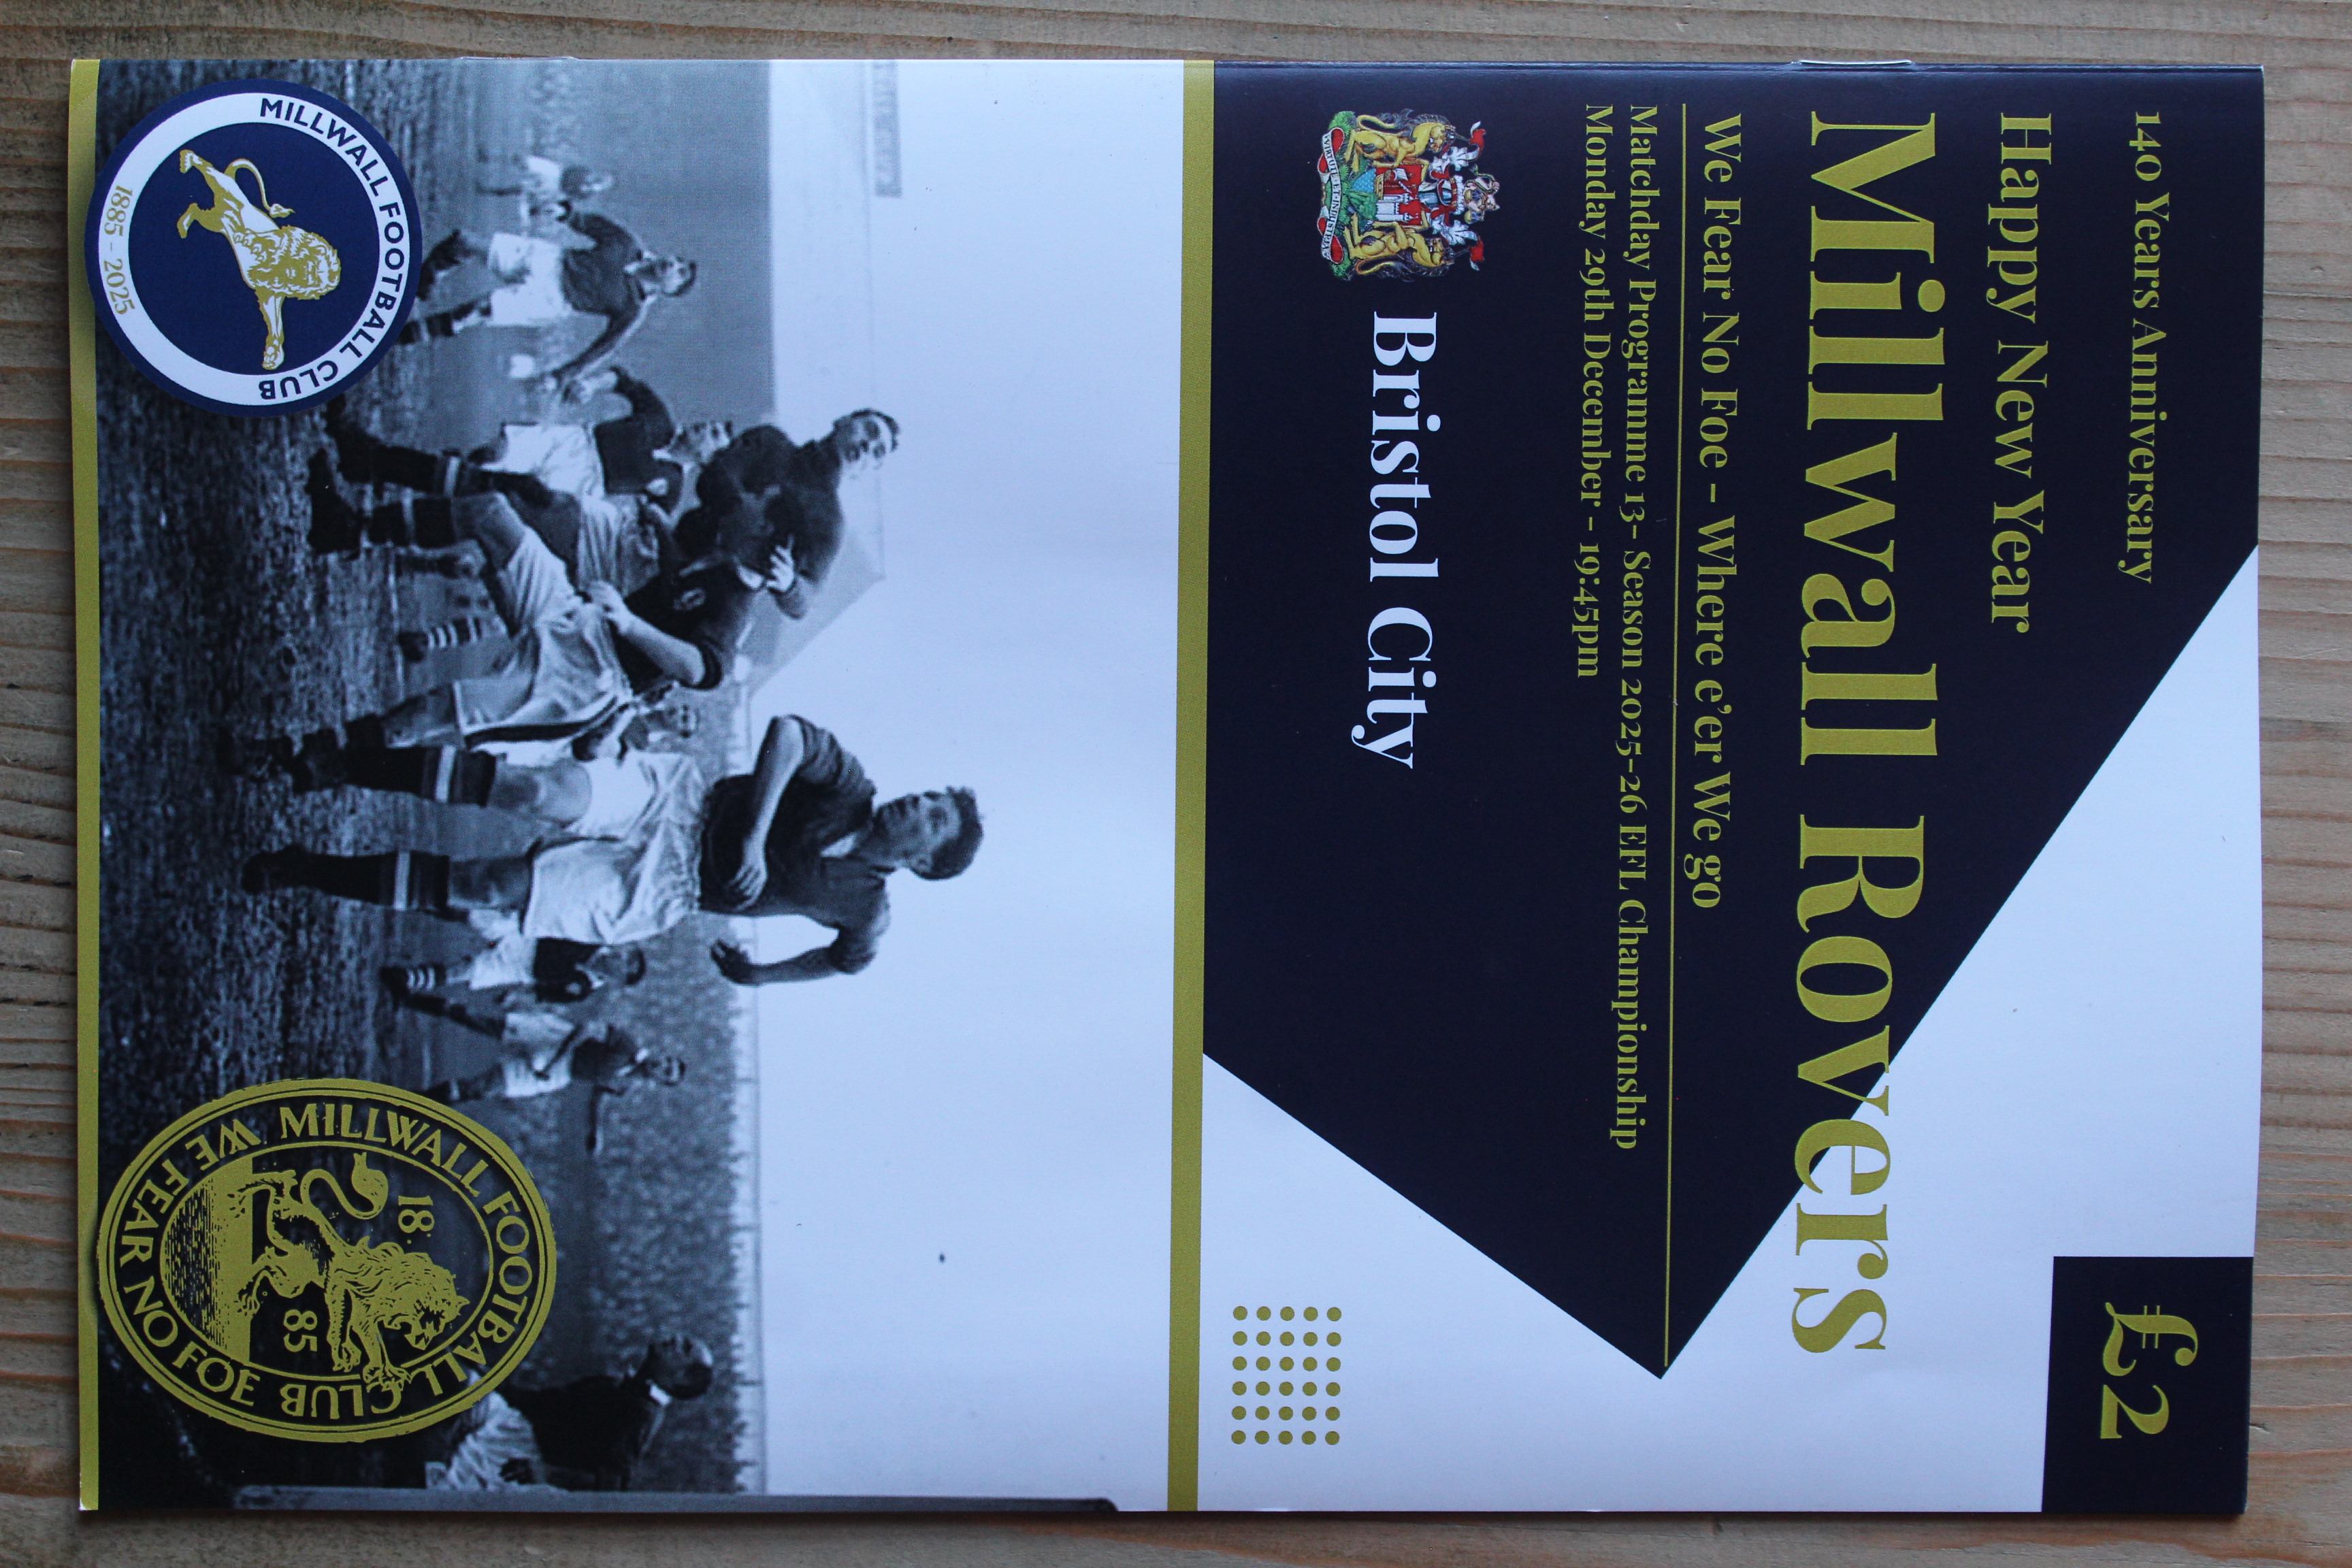 140 Years Anniversary
£2
Happy New Year
Millwall Rovers
We Fear No Foe – Where e'er We go
Matchday Programme 13- Season 2025-26 EFL Championship
Monday 29th December - 19:45pm
Bristol City
MILLWALL FOOTBALL CLUB
1885 - 2025
MILLWALL FOOTBALL CLUB
WE FEAR NO FOE
18
85